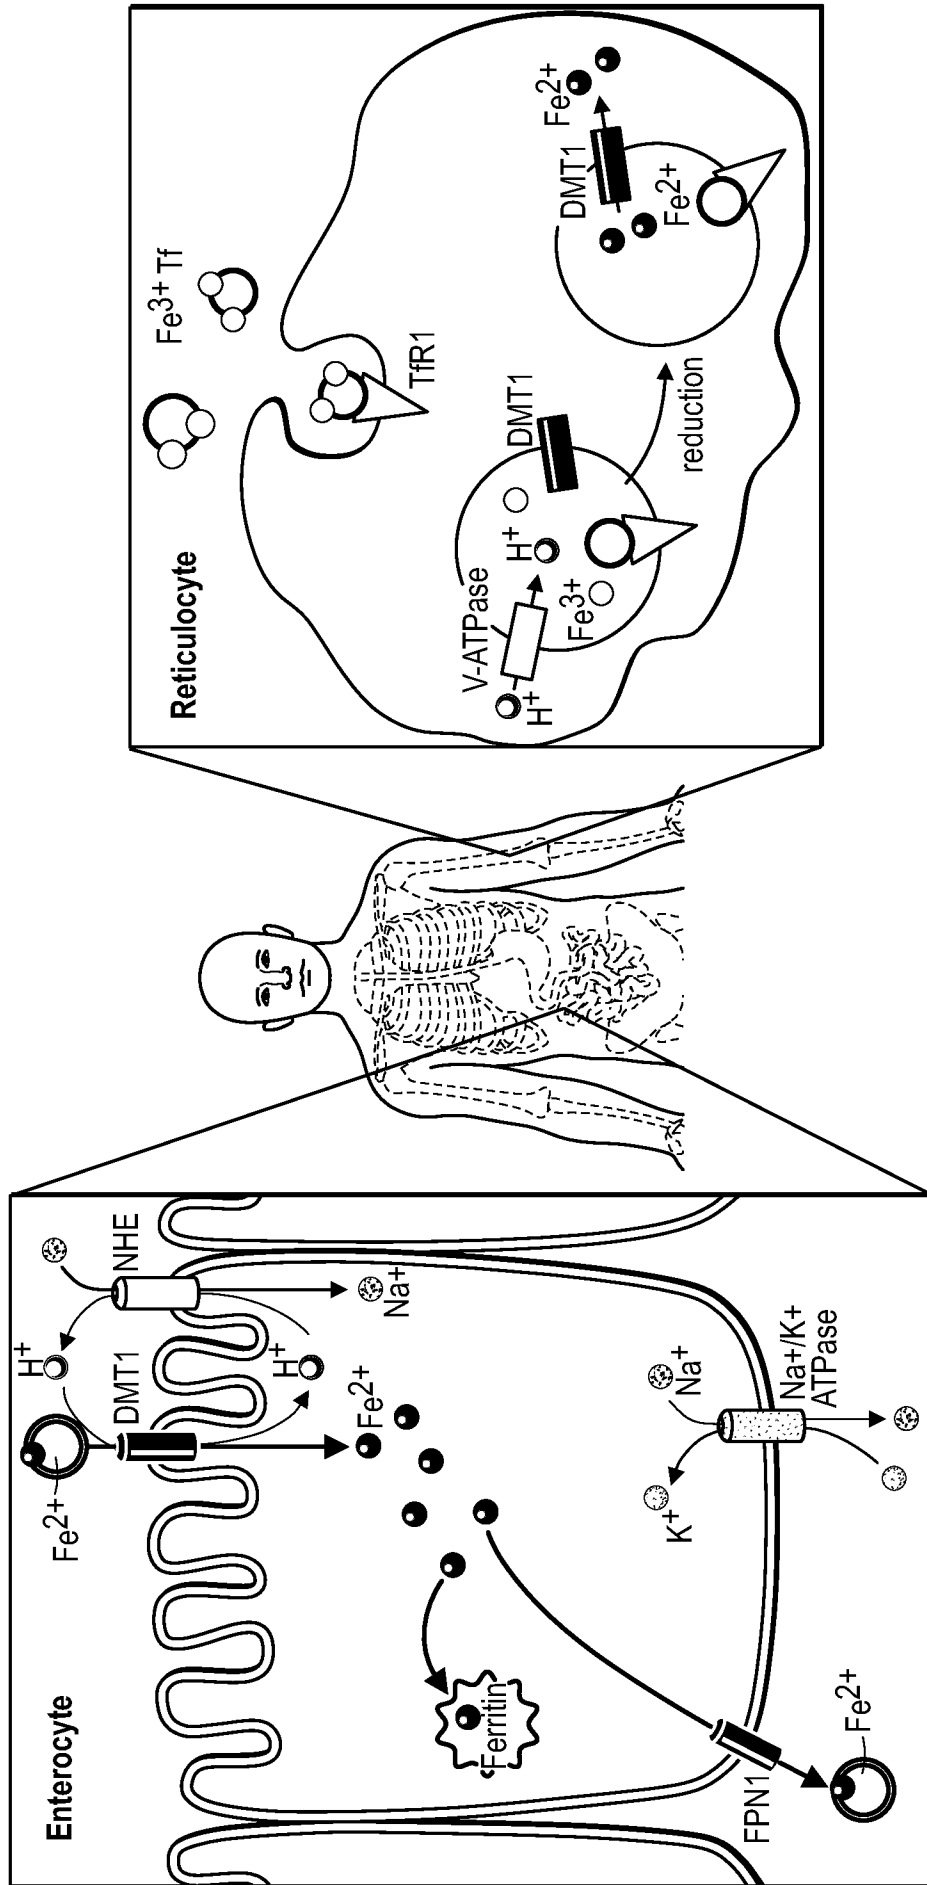 Enterocyte
Fe2+
H+
DMT1
NHE
H+
Na+
Fe2+
Ferritin
K+
Na+
Na+/K+
ATPase
FPN1
Fe2+
Reticulocyte
Fe3+ Tf
TfR1
V-ATPase
H+
H+
Fe3+
DMT1
reduction
DMT1
Fe2+
Fe2+